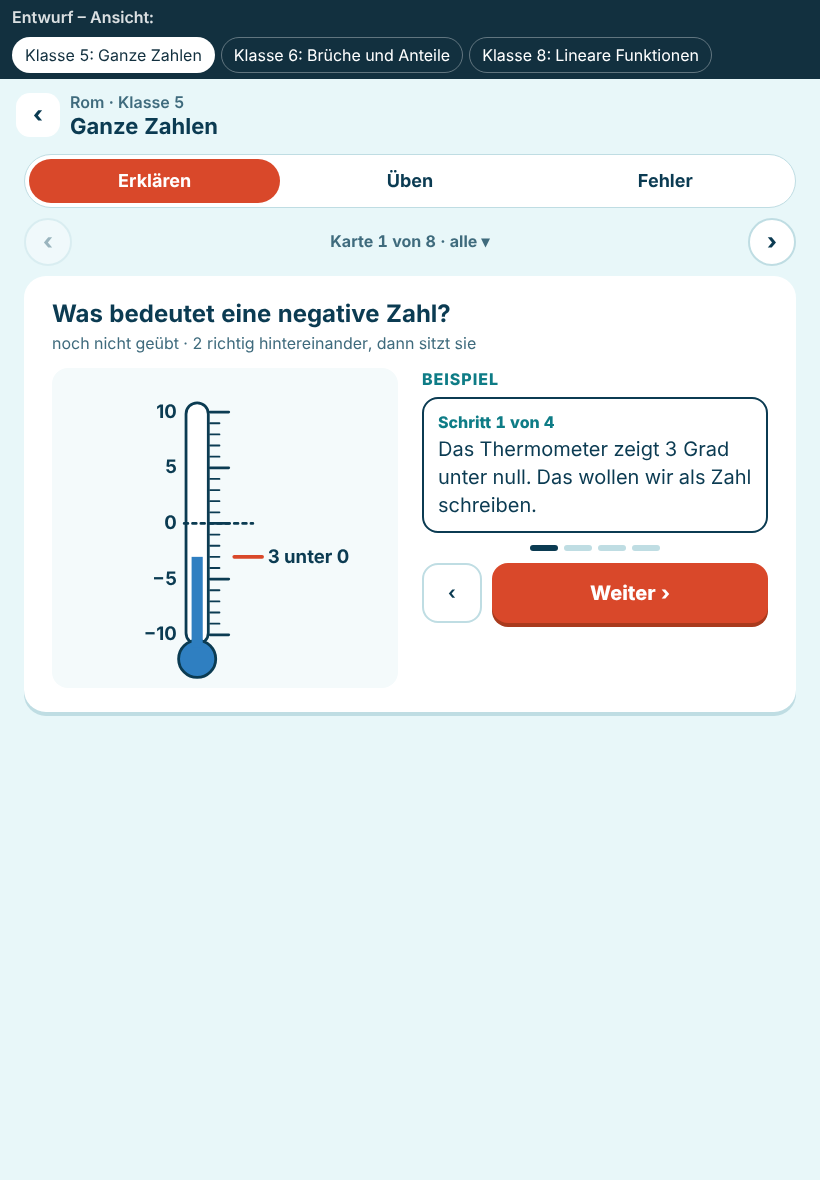 Entwurf – Ansicht:
Klasse 5: Ganze Zahlen
Klasse 6: Brüche und Anteile
Klasse 8: Lineare Funktionen
‹
Rom · Klasse 5
Ganze Zahlen
Erklären
Üben
Fehler
‹
Karte 1 von 8 · alle ▾
›
Was bedeutet eine negative Zahl?
noch nicht geübt · 2 richtig hintereinander, dann sitzt sie
10
5
0
3 unter 0
−5
−10
BEISPIEL
Schritt 1 von 4
Das Thermometer zeigt 3 Grad
unter null. Das wollen wir als Zahl
schreiben.
‹
Weiter ›